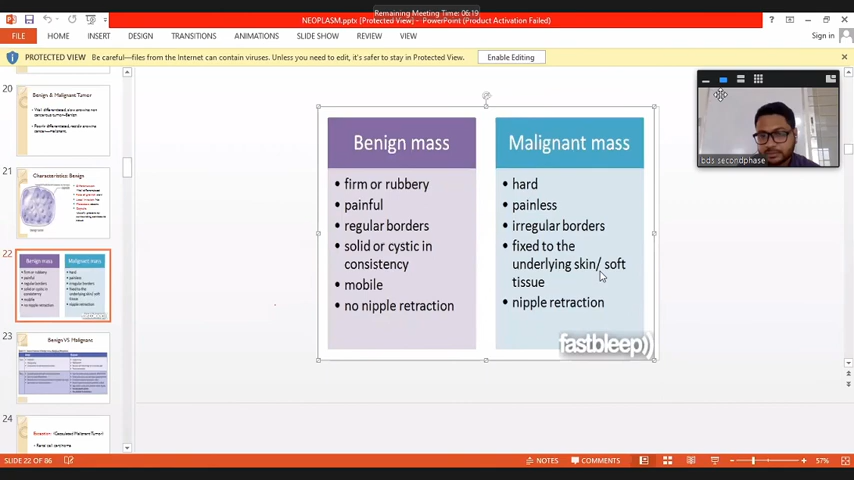 Remaining Meeting Time: 06:19
NEOPLASM.pptx [Protected View] - PowerPoint (Product Activation Failed)
FILE HOME INSERT DESIGN TRANSITIONS ANIMATIONS SLIDE SHOW REVIEW VIEW Sign in
PROTECTED VIEW Be careful—files from the Internet can contain viruses. Unless you need to edit, it's safer to stay in Protected View. Enable Editing
20
Benign & Malignant Tumor
21
Characteristics: Benign
22
Benign mass
Malignant mass
23
Benign VS Malignant
24
Renal cell carcinoma
Benign mass
• firm or rubbery
• painful
• regular borders
• solid or cystic in
consistency
• mobile
• no nipple retraction
Malignant mass
• hard
• painless
• irregular borders
• fixed to the
underlying skin/ soft
tissue
• nipple retraction
fastbleep))
bds secondphase
SLIDE 22 OF 86 NOTES COMMENTS 57%